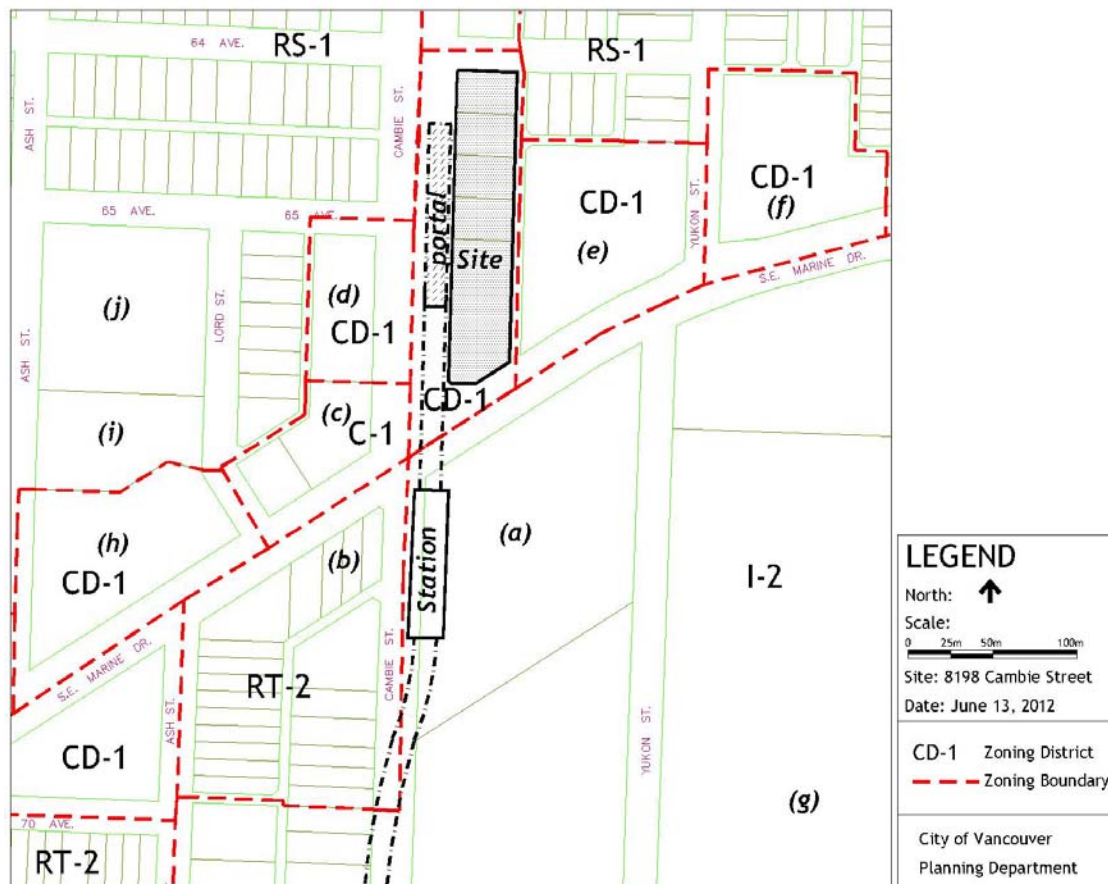 64 AVE.
RS-1
RS-1
ASH ST.
CAMBIE ST.
CD-1
(f)
CD-1
(e)
YUKON ST.
65 AVE.
65 AVE.
portal
Site
S.E. MARINE DR.
(j)
LORD ST.
(d)
CD-1
ASH ST.
(c)
C-1
CD-1
(i)
(h)
CD-1
(b)
Station
(a)
I-2
S.E. MARINE DR.
RT-2
CAMBIE ST.
ASH ST.
CD-1
YUKON ST.
(g)
70 AVE.
RT-2
LEGEND
North:
Scale:
0 25m 50m 100m
Site: 8198 Cambie Street
Date: June 13, 2012
CD-1 Zoning District
Zoning Boundary
City of Vancouver
Planning Department